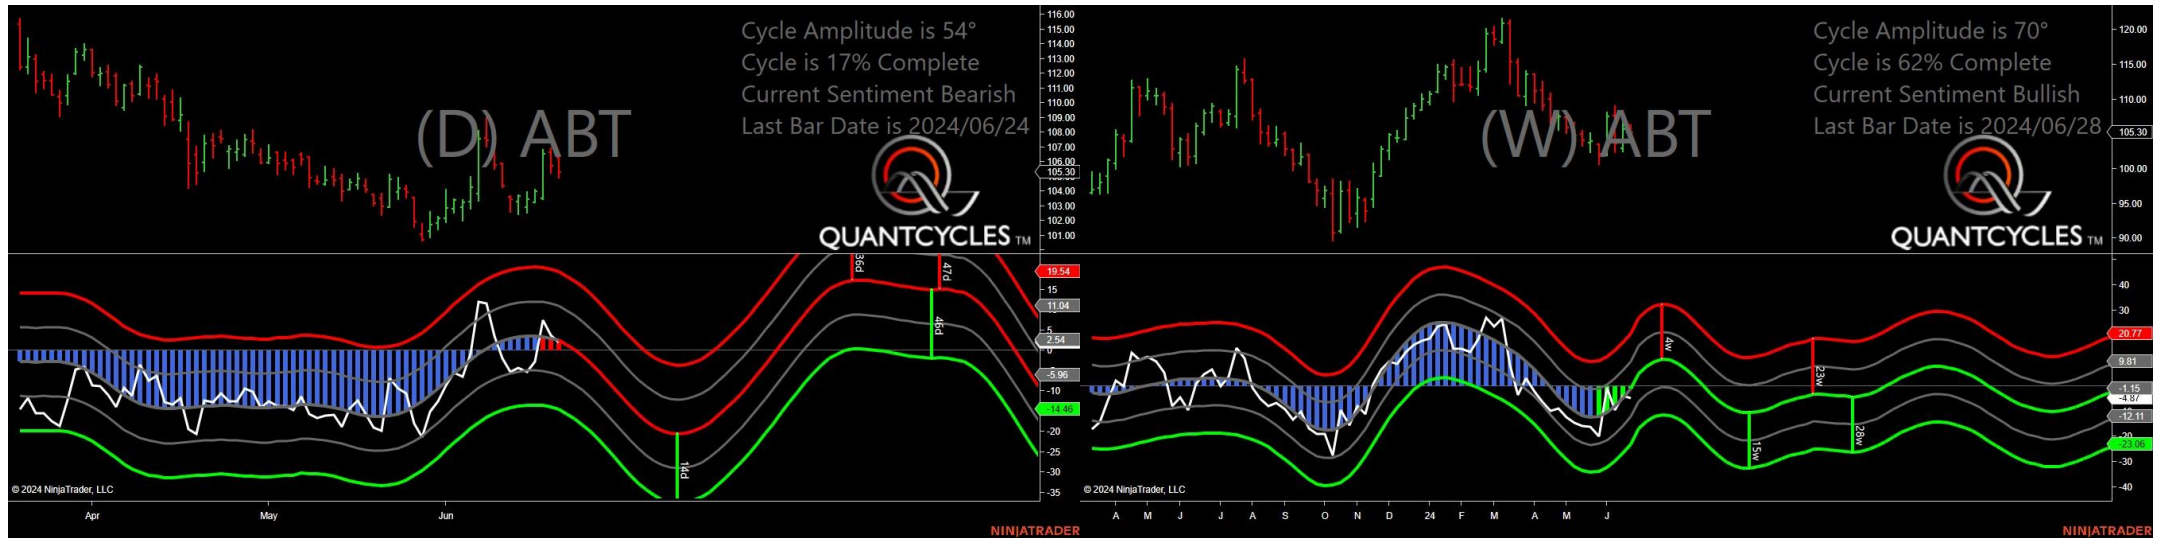 Cycle Amplitude is 54°
Cycle is 17% Complete
Current Sentiment Bearish
Last Bar Date is 2024/06/24
(D) ABT
QUANTCYCLES TM
116.00
115.00
114.00
113.00
112.00
111.00
110.00
109.00
108.00
107.00
106.00
105.30
104.00
103.00
102.00
101.00
36d
47d
46d
14d
19.54
15
11.04
5
2.54
0
-5.96
-10
-14.46
-20
-25
-30
-35
© 2024 NinjaTrader, LLC
Apr
May
Jun
NINJATRADER
Cycle Amplitude is 70°
Cycle is 62% Complete
Current Sentiment Bullish
Last Bar Date is 2024/06/28
(W) ABT
QUANTCYCLES TM
120.00
115.00
110.00
105.30
100.00
95.00
90.00
4w
23w
15w
28w
40
30
20.77
9.81
-1.15
-4.87
-12.11
-20
-23.06
-30
-40
© 2024 NinjaTrader, LLC
A M J J A S O N D 24 F M A M J
NINJATRADER